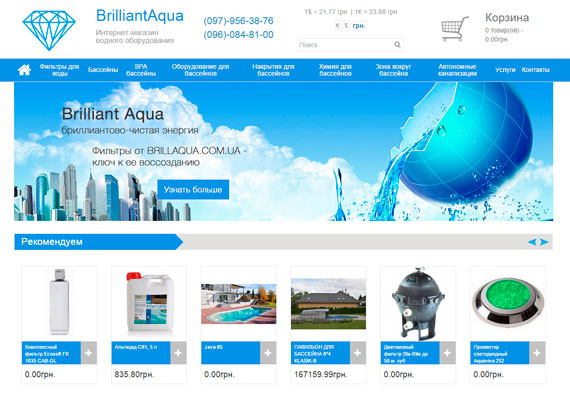 BrilliantAqua
Интернет-магазин
водного оборудования
(097)-956-38-76
(096)-084-81-00
1$ = 21.77 грн | 1€ = 23.68 грн
€ $ грн.
Поиск
Корзина
0 товар(ов) -
0.00грн.
Фильтры для воды
Бассейны
SPA бассейны
Оборудование для бассейнов
Накрытия для бассейнов
Химия для бассейнов
Зона вокруг бассейна
Автономные канализации
Услуги
Контакты
Brilliant Aqua
бриллиантово-чистая энергия
Фильтры от BRILLAQUA.COM.UA -
ключ к ее воссозданию
Узнать больше
Рекомендуем
Комплексный
фильтр Ecosoft FK
1035 CAB-GL
0.00грн.
Альгицид C91, 5 л
835.80грн.
Java 85
0.00грн.
ПАВИЛЬОН ДЛЯ
БАССЕЙНА 8*4
KLASIK-B
167159.99грн.
Диатомовый
фильтр Sta-Rite до
50 м. куб
0.00грн.
Прожектор
светодиодный
Aquaviva 252
0.00грн.